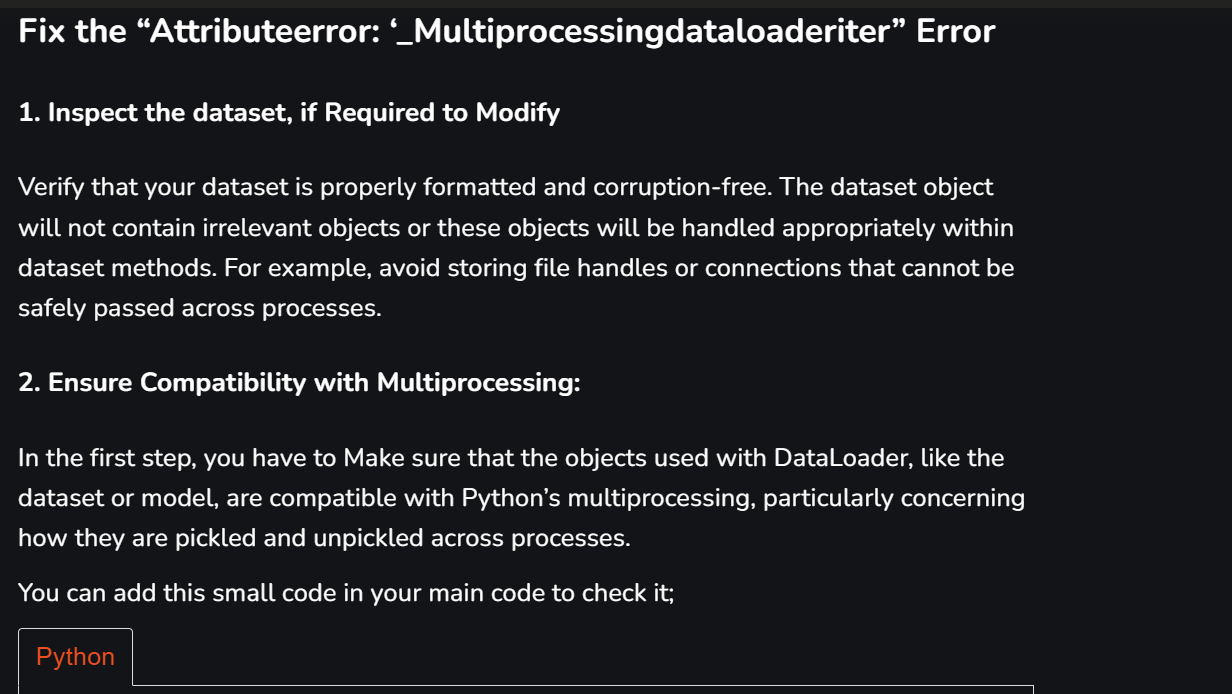 Fix the “Attributeerror: ‘_Multiprocessingdataloaderiter” Error
1. Inspect the dataset, if Required to Modify
Verify that your dataset is properly formatted and corruption-free. The dataset object
will not contain irrelevant objects or these objects will be handled appropriately within
dataset methods. For example, avoid storing file handles or connections that cannot be
safely passed across processes.
2. Ensure Compatibility with Multiprocessing:
In the first step, you have to Make sure that the objects used with DataLoader, like the
dataset or model, are compatible with Python’s multiprocessing, particularly concerning
how they are pickled and unpickled across processes.
You can add this small code in your main code to check it;
Python